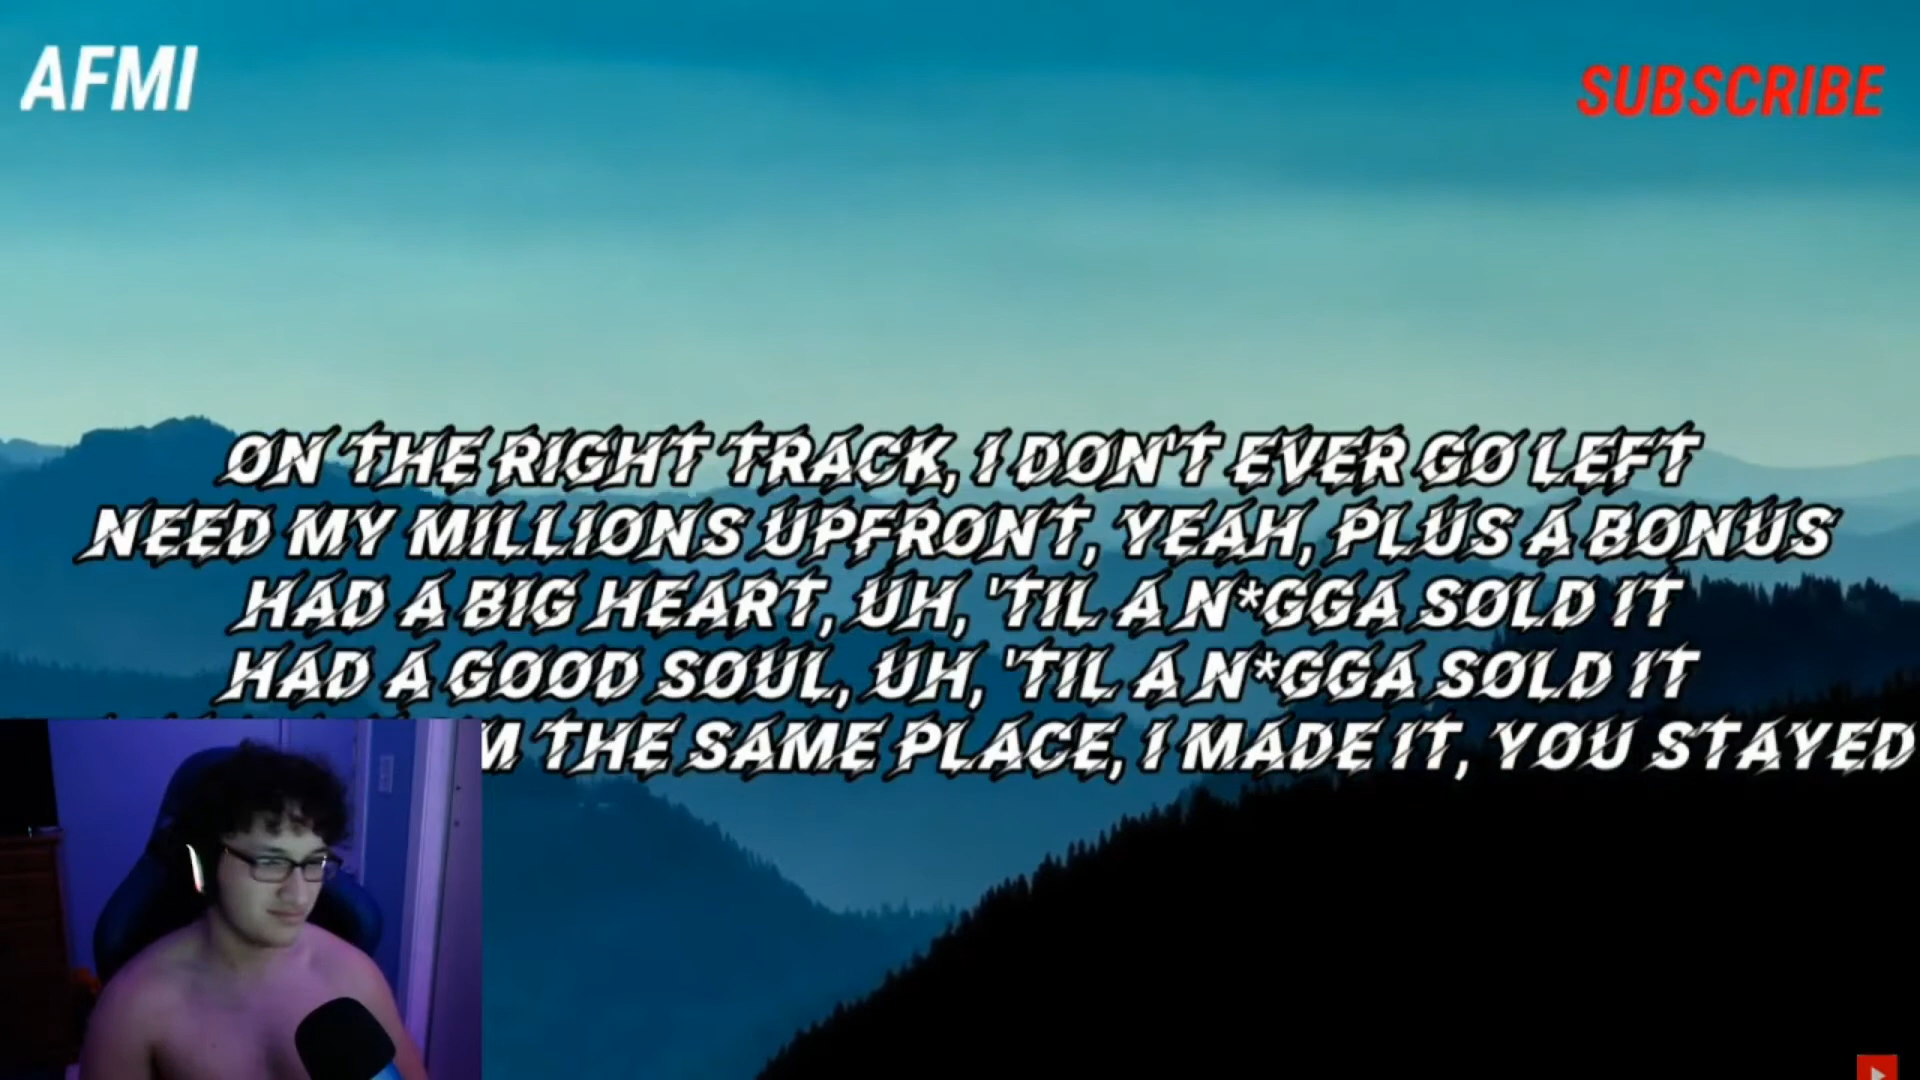 AFMI
SUBSCRIBE
ON THE RIGHT TRACK, I DON'T EVER GO LEFT
NEED MY MILLIONS UPFRONT, YEAH, PLUS A BONUS
HAD A BIG HEART, UH, 'TIL A N*GGA SOLD IT
HAD A GOOD SOUL, UH, 'TIL A N*GGA SOLD IT
THE SAME PLACE, I MADE IT, YOU STAYED